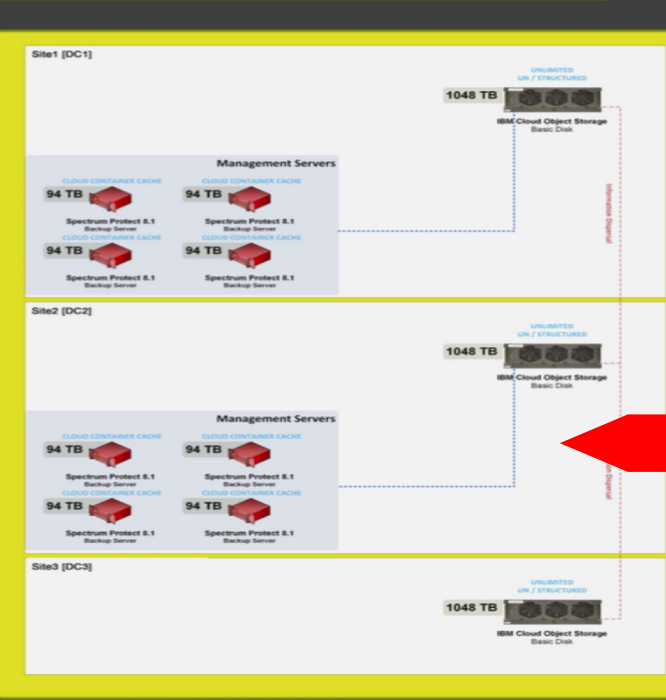 Site1 [DC1]
UNLIMITED
UN / STRUCTURED
1048 TB
IBM Cloud Object Storage
Basic Disk
Information Dispersal
Management Servers
CLOUD CONTAINER CACHE
94 TB
Spectrum Protect 8.1
Backup Server
CLOUD CONTAINER CACHE
94 TB
Spectrum Protect 8.1
Backup Server
CLOUD CONTAINER CACHE
94 TB
Spectrum Protect 8.1
Backup Server
CLOUD CONTAINER CACHE
94 TB
Spectrum Protect 8.1
Backup Server
Site2 [DC2]
UNLIMITED
UN / STRUCTURED
1048 TB
IBM Cloud Object Storage
Basic Disk
Dispersal
Management Servers
CLOUD CONTAINER CACHE
94 TB
Spectrum Protect 8.1
Backup Server
CLOUD CONTAINER CACHE
94 TB
Spectrum Protect 8.1
Backup Server
CLOUD CONTAINER CACHE
94 TB
Spectrum Protect 8.1
Backup Server
CLOUD CONTAINER CACHE
94 TB
Spectrum Protect 8.1
Backup Server
Site3 [DC3]
UNLIMITED
UN / STRUCTURED
1048 TB
IBM Cloud Object Storage
Basic Disk